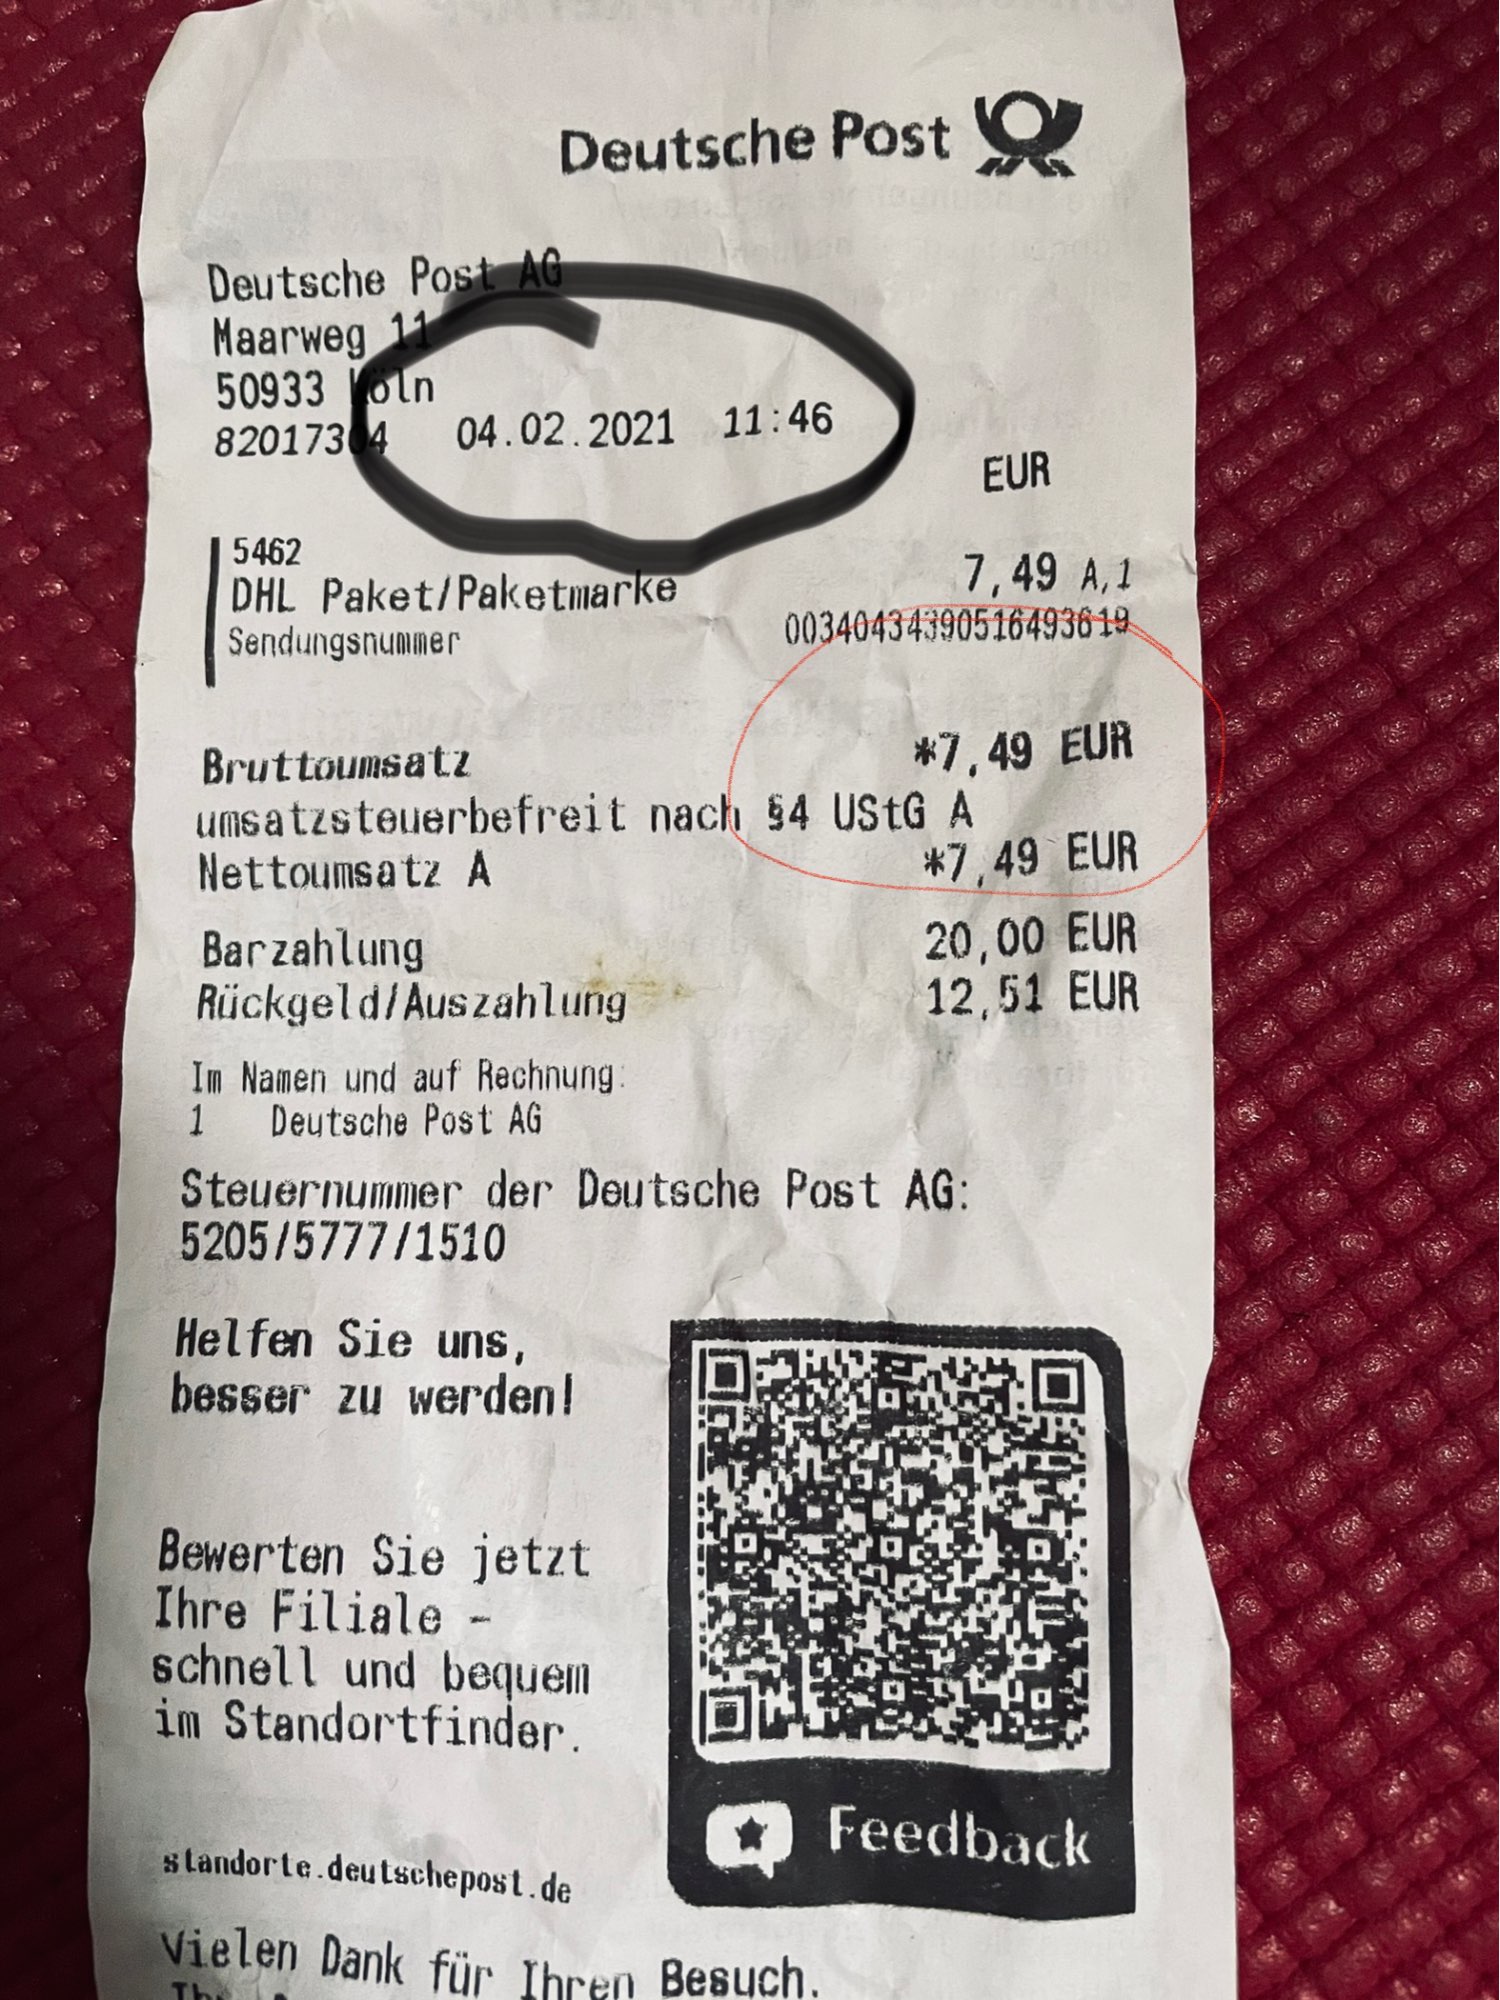 Deutsche Post
Deutsche Post AG
Maarweg 11
50933 Köln
82017304 04.02.2021 11:46
EUR
5462
DHL Paket/Paketmarke 7,49 A,1
Sendungsnummer 00340434390516493619
Bruttoumsatz *7,49 EUR
umsatzsteuerbefreit nach §4 UStG A
Nettoumsatz A *7,49 EUR
Barzahlung 20,00 EUR
Rückgeld/Auszahlung 12,51 EUR
Im Namen und auf Rechnung:
1 Deutsche Post AG
Steuernummer der Deutsche Post AG:
5205/5777/1510
Helfen Sie uns,
besser zu werden!
Bewerten Sie jetzt
Ihre Filiale -
schnell und bequem
im Standortfinder.
Feedback
standorte.deutschepost.de
Vielen Dank für Ihren Besuch.